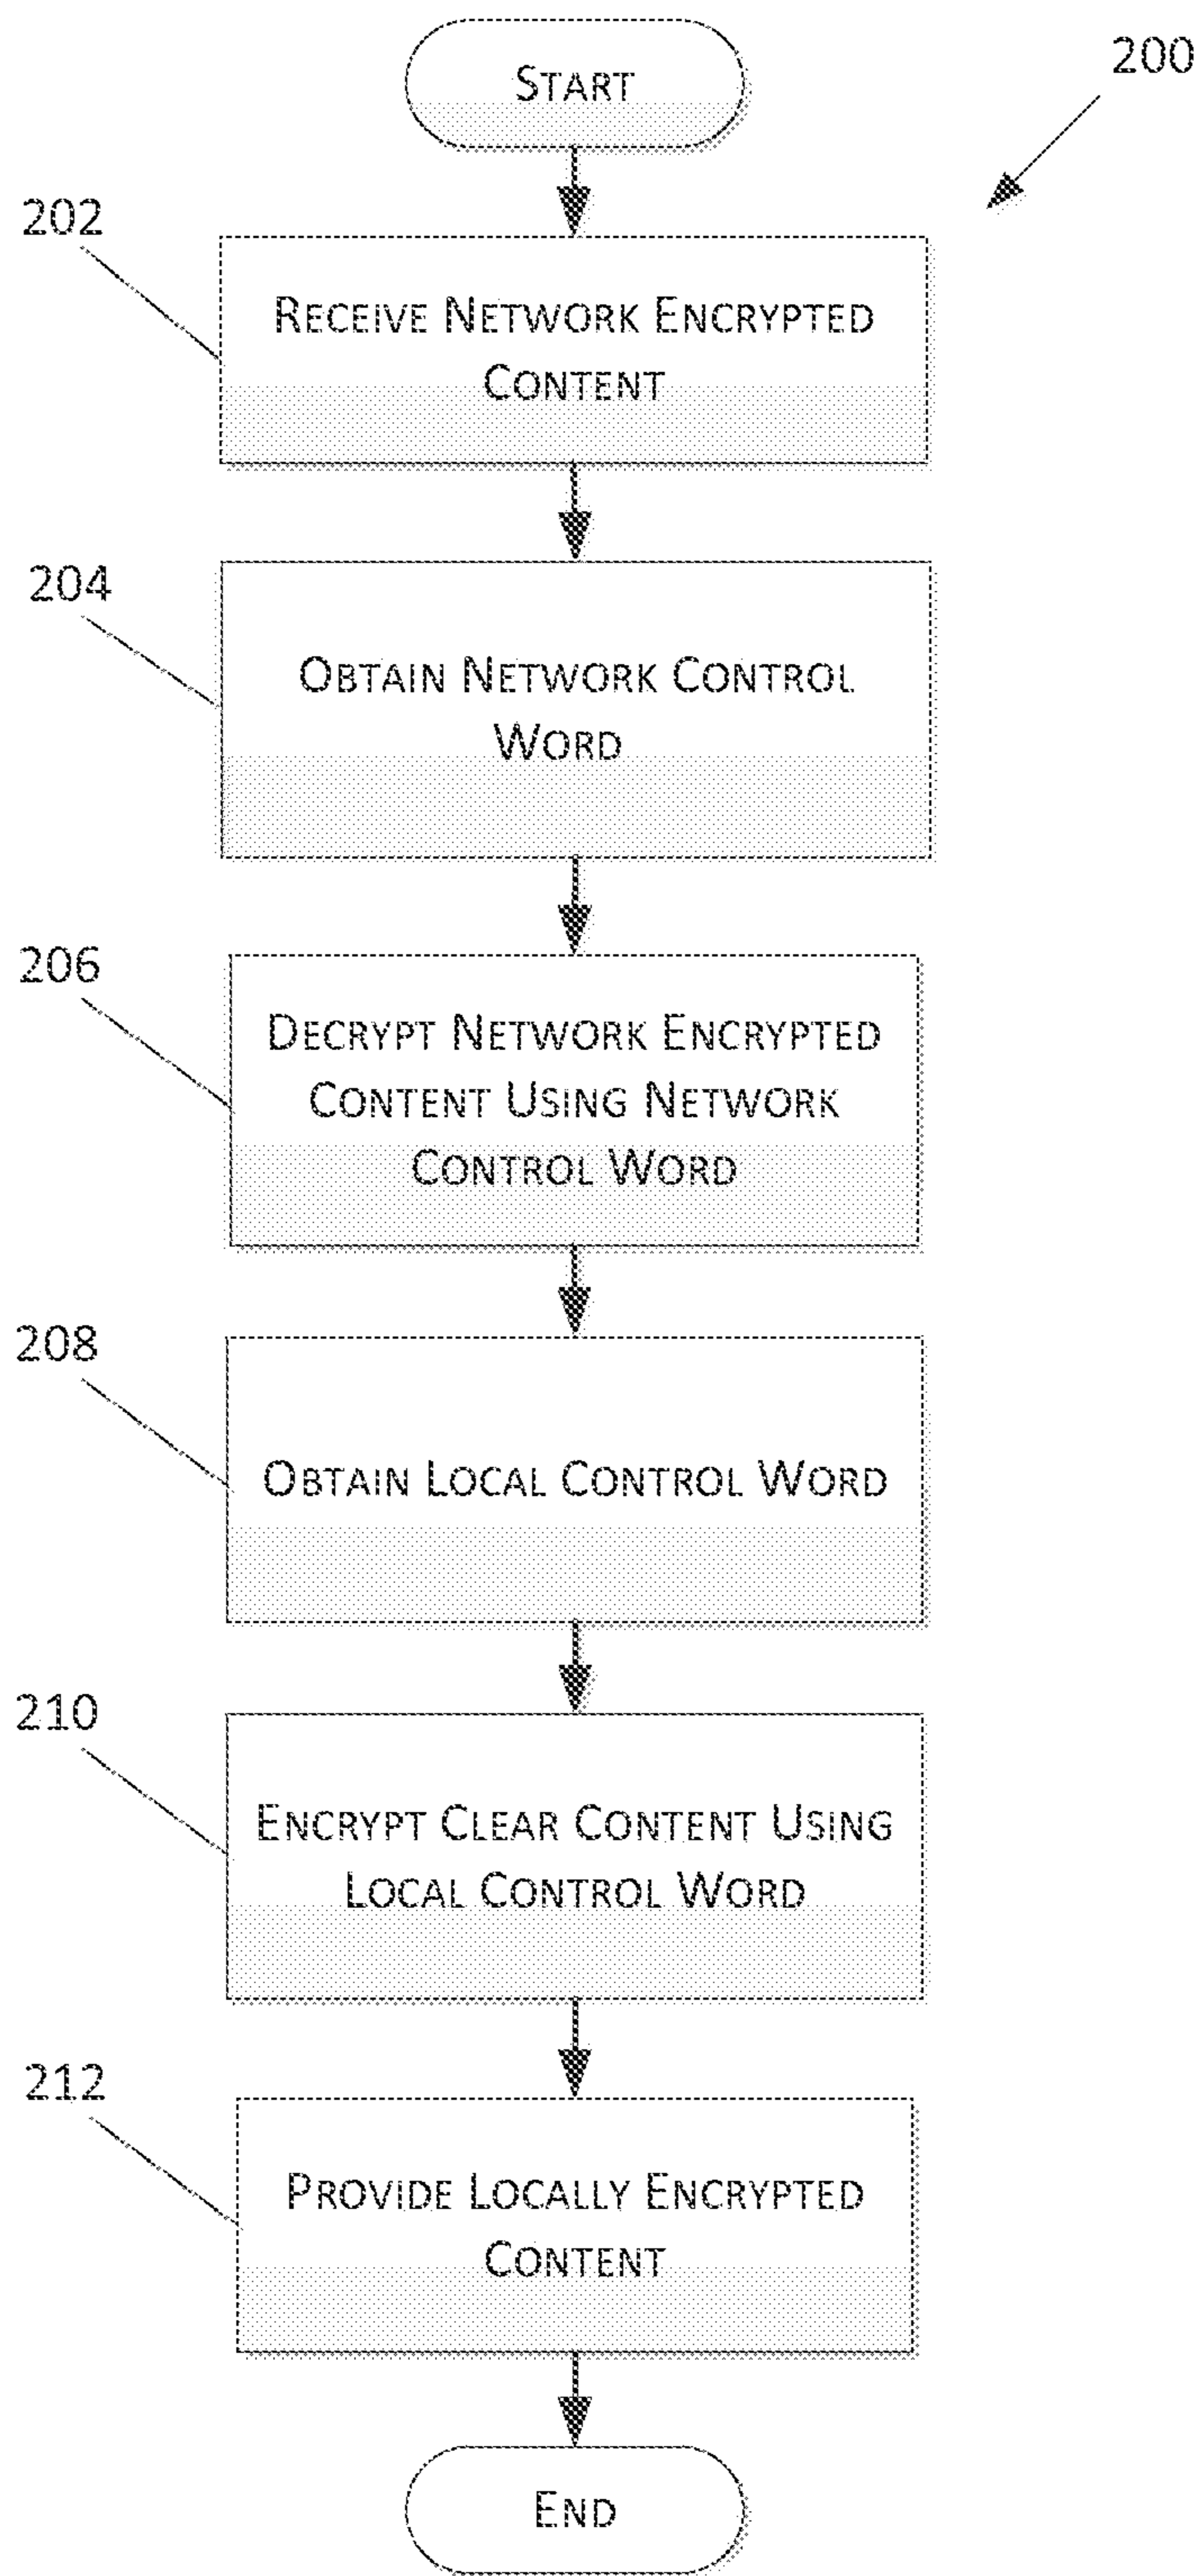 START
200
202
RECEIVE NETWORK ENCRYPTED
CONTENT
204
OBTAIN NETWORK CONTROL
WORD
206
DECRYPT NETWORK ENCRYPTED
CONTENT USING NETWORK
CONTROL WORD
208
OBTAIN LOCAL CONTROL WORD
210
ENCRYPT CLEAR CONTENT USING
LOCAL CONTROL WORD
212
PROVIDE LOCALLY ENCRYPTED
CONTENT
END